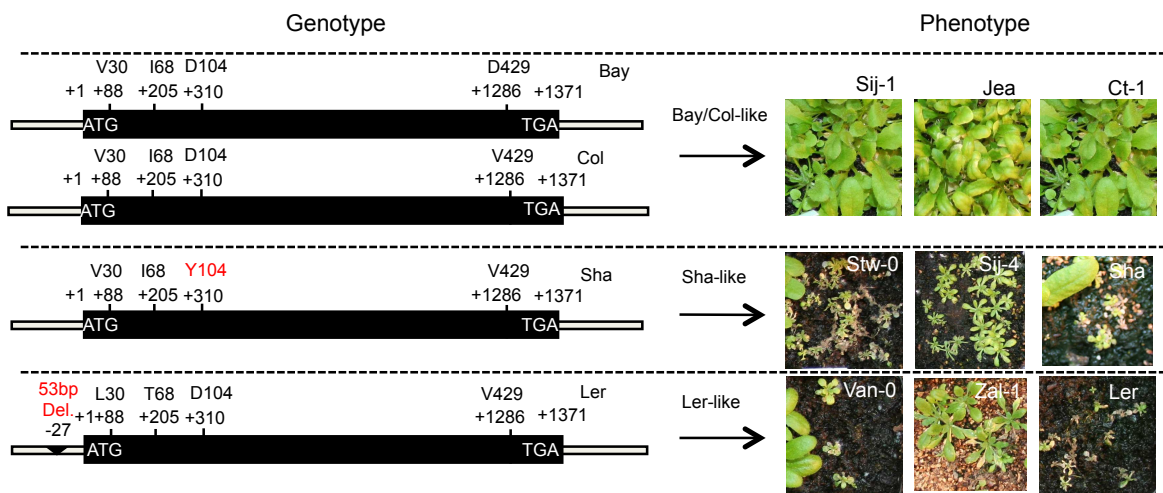 Genotype Phenotype
V30 I68 D104 D429 Bay
+1 +88 +205 +310 +1286 +1371
ATG TGA
Bay/Col-like
Sij-1 Jea Ct-1
V30 I68 D104 V429 Col
+1 +88 +205 +310 +1286 +1371
ATG TGA
V30 I68 Y104 V429 Sha
+1 +88 +205 +310 +1286 +1371
ATG TGA
Sha-like
Stw-0 Sij-4 Sha
53bp
Del.
-27
L30 T68 D104 V429 Ler
+1+88 +205 +310 +1286 +1371
ATG TGA
Ler-like
Van-0 Zal-1 Ler